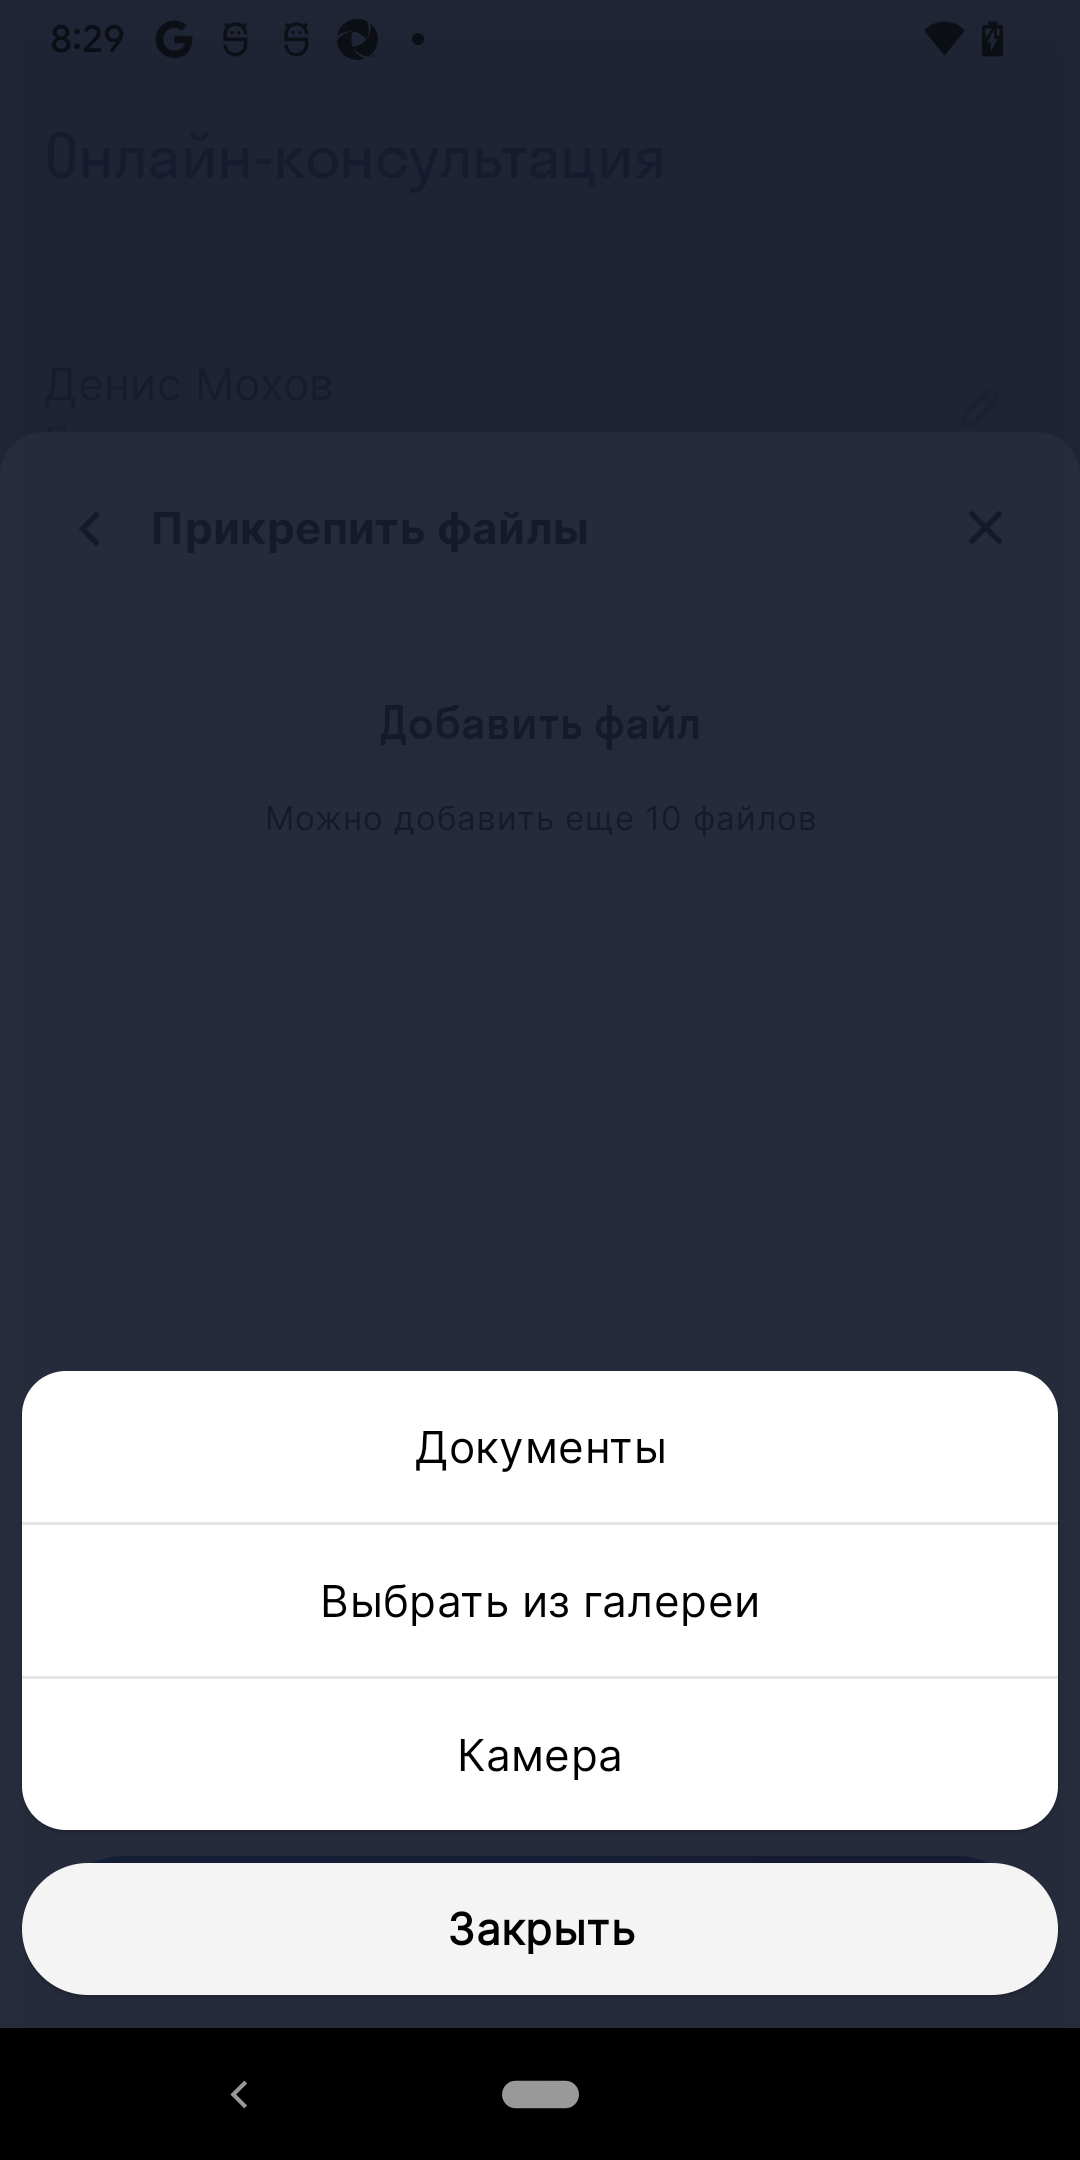 8:29
Онлайн-консультация
Денис Мохов
Прикрепить файлы
Добавить файл
Можно добавить еще 10 файлов
Документы
Выбрать из галереи
Камера
Закрыть